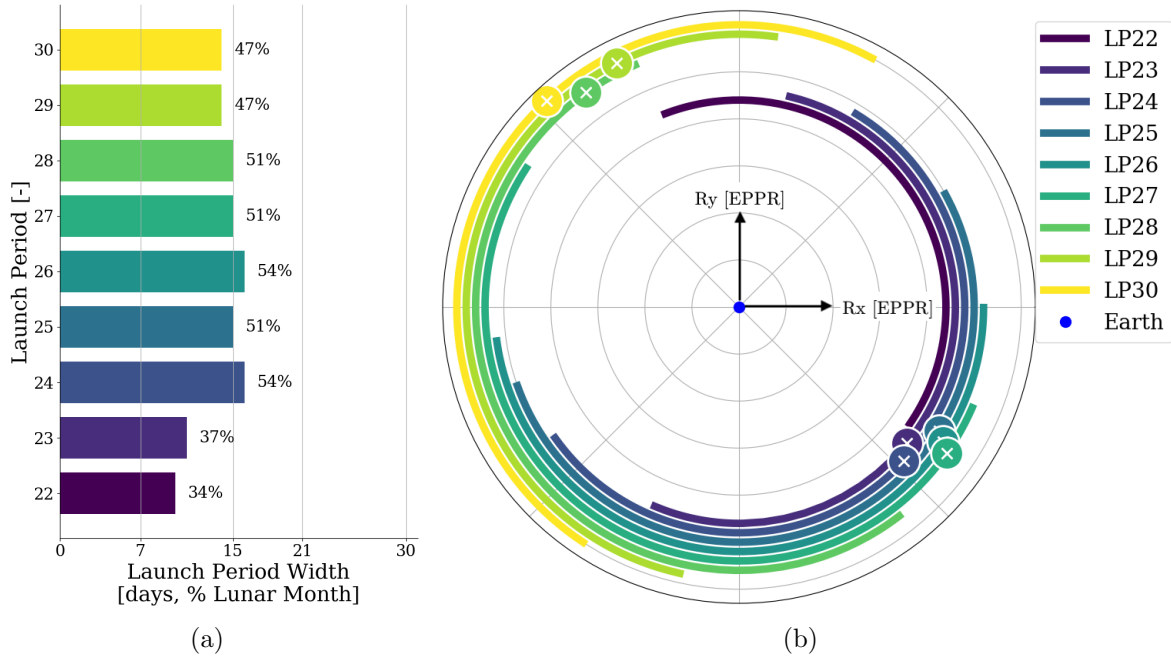 30
29
28
27
26
25
24
23
22
47%
47%
51%
51%
54%
51%
54%
37%
34%
Launch Period [-]
0
7
15
21
30
Launch Period Width
[days, % Lunar Month]
(a)
Ry [EPPR]
Rx [EPPR]
LP22
LP23
LP24
LP25
LP26
LP27
LP28
LP29
LP30
Earth
(b)